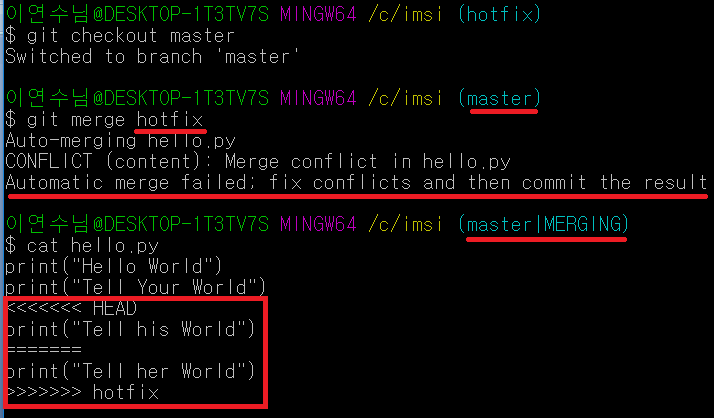 이연수님@DESKTOP-1T3TV7S MINGW64 /c/imsi (hotfix)
$ git checkout master
Switched to branch 'master'
이연수님@DESKTOP-1T3TV7S MINGW64 /c/imsi (master)
$ git merge hotfix
Auto-merging hello.py
CONFLICT (content): Merge conflict in hello.py
Automatic merge failed; fix conflicts and then commit the result
이연수님@DESKTOP-1T3TV7S MINGW64 /c/imsi (master|MERGING)
$ cat hello.py
print("Hello World")
print("Tell Your World")
<<<<<<< HEAD
print("Tell his World")
=======
print("Tell her World")
>>>>>>> hotfix